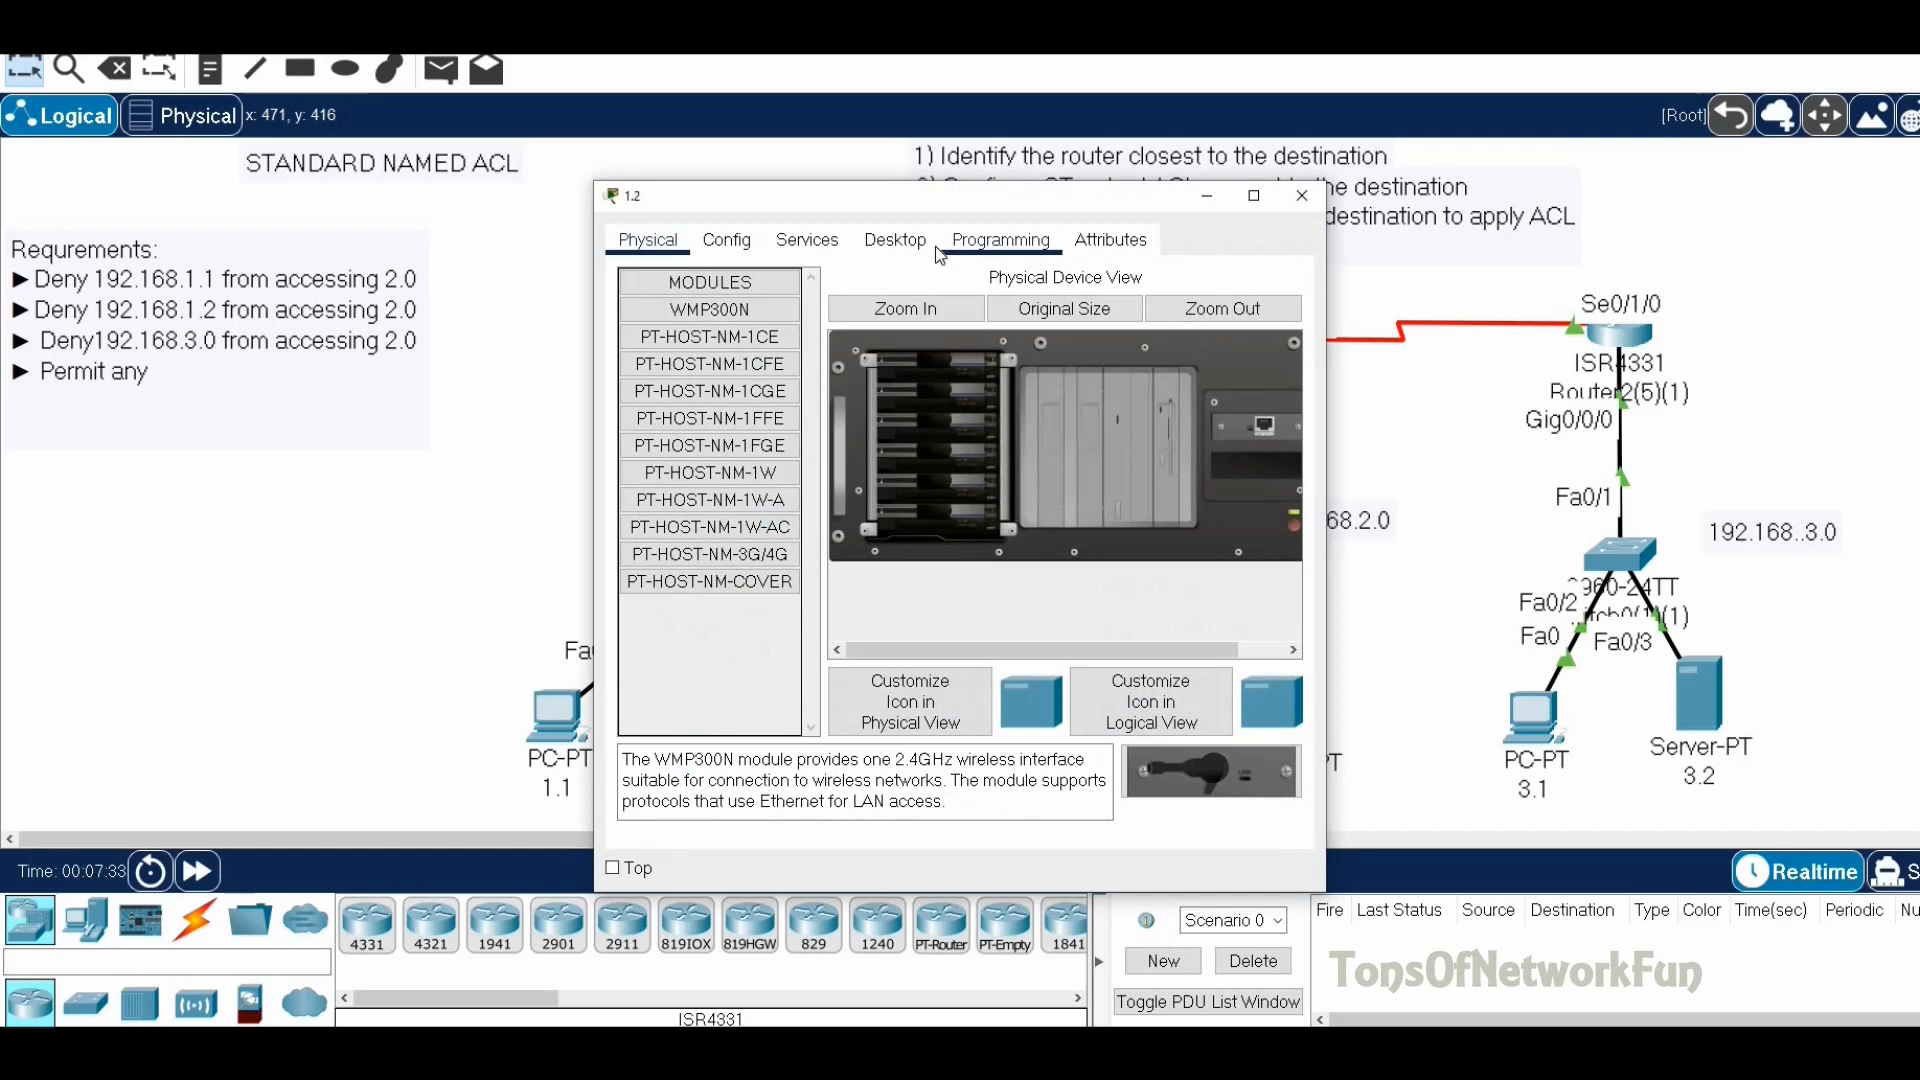 Logical
Physical
x: 471, y: 416
[Root]
STANDARD NAMED ACL
1) Identify the router closest to the destination
the destination
destination to apply ACL
Requrements:
►Deny 192.168.1.1 from accessing 2.0
►Deny 192.168.1.2 from accessing 2.0
► Deny192.168.3.0 from accessing 2.0
► Permit any
1.2
Physical
Config
Services
Desktop
Programming
Attributes
MODULES
WMP300N
PT-HOST-NM-1CE
PT-HOST-NM-1CFE
PT-HOST-NM-1CGE
PT-HOST-NM-1FFE
PT-HOST-NM-1FGE
PT-HOST-NM-1W
PT-HOST-NM-1W-A
PT-HOST-NM-1W-AC
PT-HOST-NM-3G/4G
PT-HOST-NM-COVER
Physical Device View
Zoom In
Original Size
Zoom Out
Customize
Icon in
Physical View
Customize
Icon in
Logical View
The WMP300N module provides one 2.4GHz wireless interface
suitable for connection to wireless networks. The module supports
protocols that use Ethernet for LAN access.
Top
Se0/1/0
ISR4331
Router2(5)(1)
Gig0/0/0
Fa0/1
68.2.0
192.168..3.0
960-24TT
Fa0/2
Fa0
Fa0/3
PC-PT
3.1
Server-PT
3.2
Fa
PC-PT
1.1
PT
Time: 00:07:33
Realtime
S
4331
4321
1941
2901
2911
819IOX
819HGW
829
1240
PT-Router
PT-Empty
1841
ISR4331
Scenario 0
New
Delete
Toggle PDU List Window
Fire
Last Status
Source
Destination
Type
Color
Time(sec)
Periodic
Nu
TonsOfNetworkFun